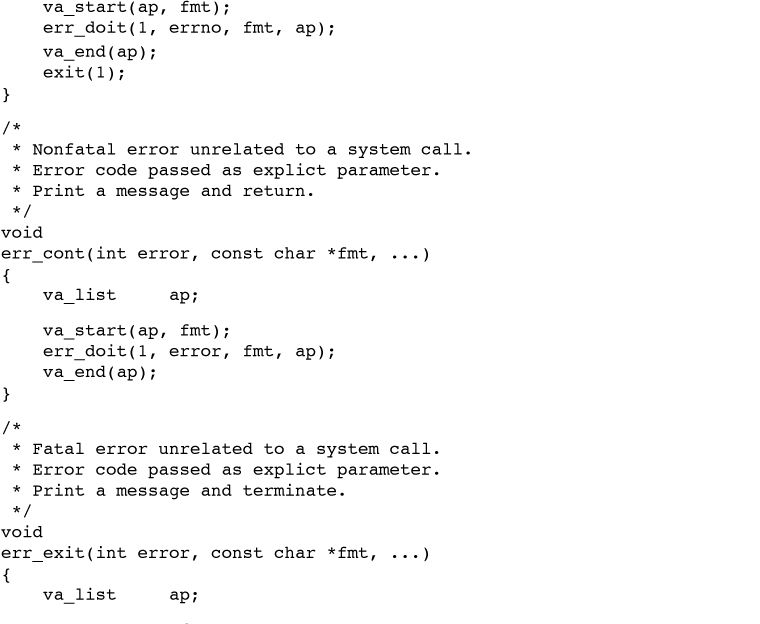 va_start(ap, fmt);
err_doit(1, errno, fmt, ap);
va_end(ap);
exit(1);
}
/*
* Nonfatal error unrelated to a system call.
* Error code passed as explict parameter.
* Print a message and return.
*/
void
err_cont(int error, const char *fmt, ...)
{
va_list ap;
va_start(ap, fmt);
err_doit(1, error, fmt, ap);
va_end(ap);
}
/*
* Fatal error unrelated to a system call.
* Error code passed as explict parameter.
* Print a message and terminate.
*/
void
err_exit(int error, const char *fmt, ...)
{
va_list ap;